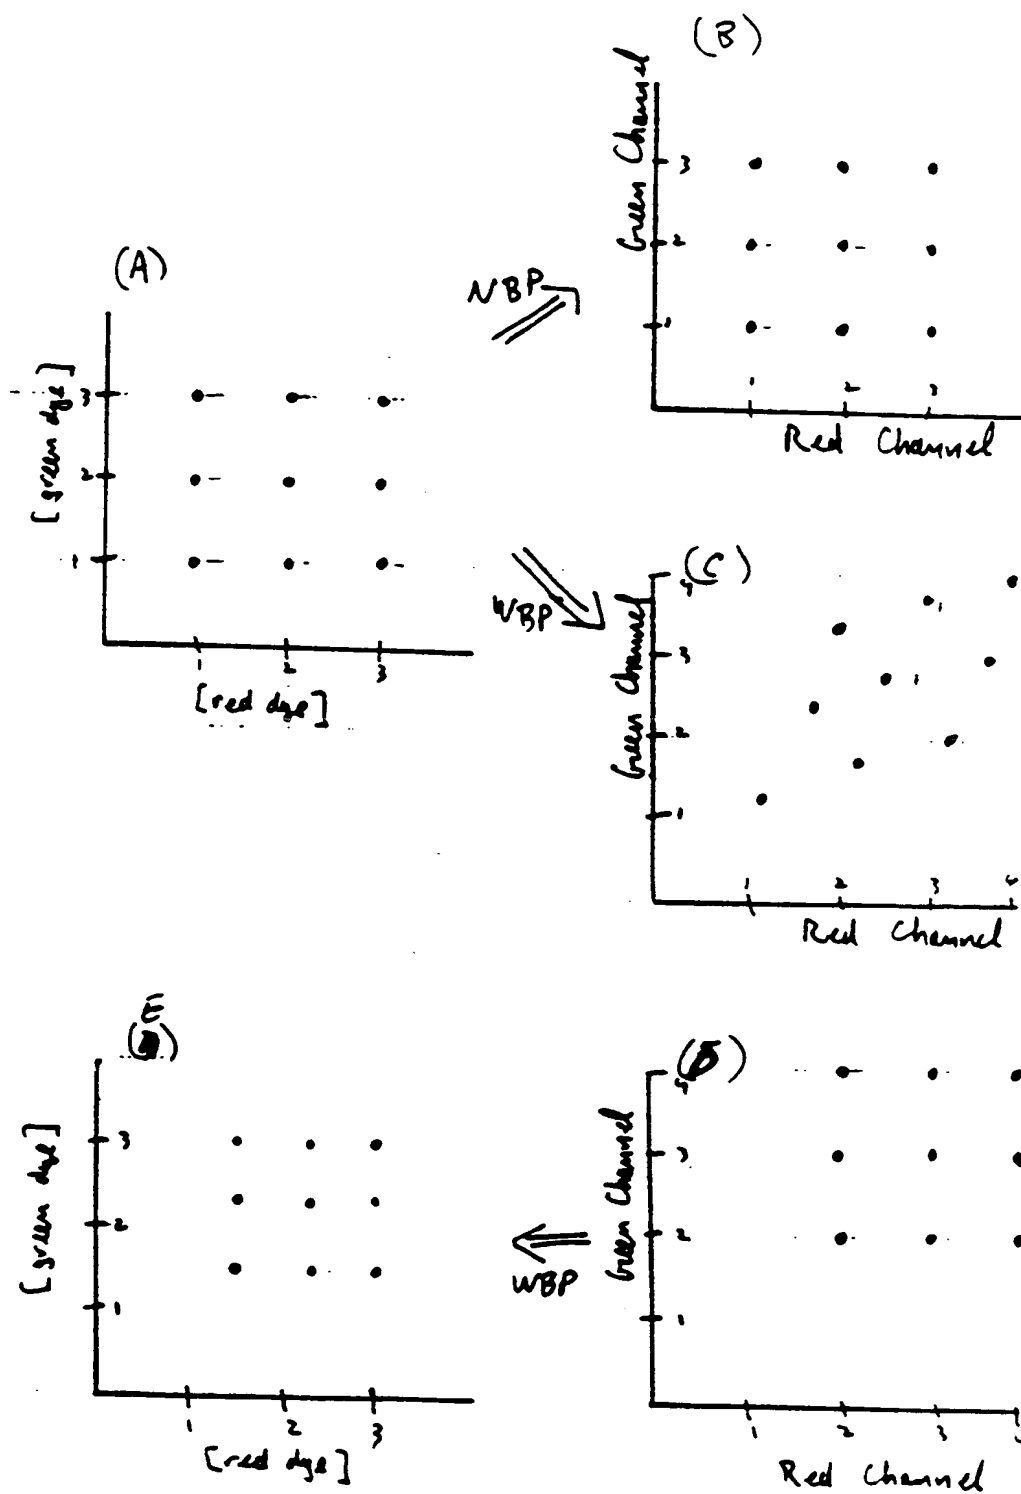 (B)
Green Channel
3
2
1
1 2 3
Red Channel
(A)
NBP
[green dye]
3
2
1
1 2 3
[red dye]
WBP
(C)
Green Channel
4
3
2
1
1 2 3 4
Red Channel
E
[green dye]
3
2
1
1 2 3
[red dye]
WBP
(D)
Green Channel
4
3
2
1
1 2 3
Red Channel